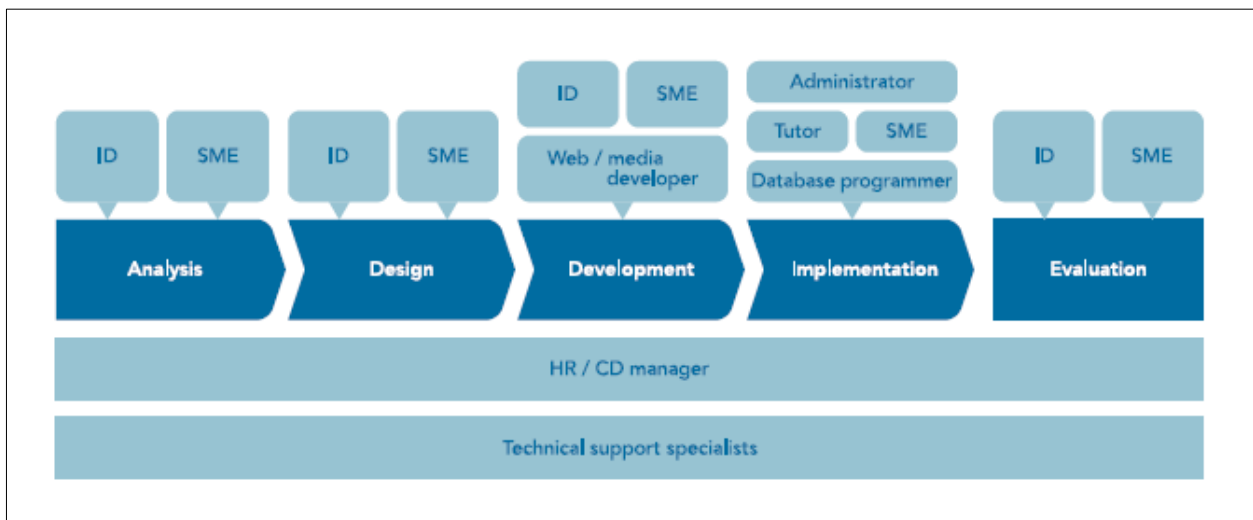 ID
SME
ID
SME
ID
SME
Web / media
developer
Administrator
Tutor
SME
Database programmer
ID
SME
Analysis
Design
Development
Implementation
Evaluation
HR / CD manager
Technical support specialists